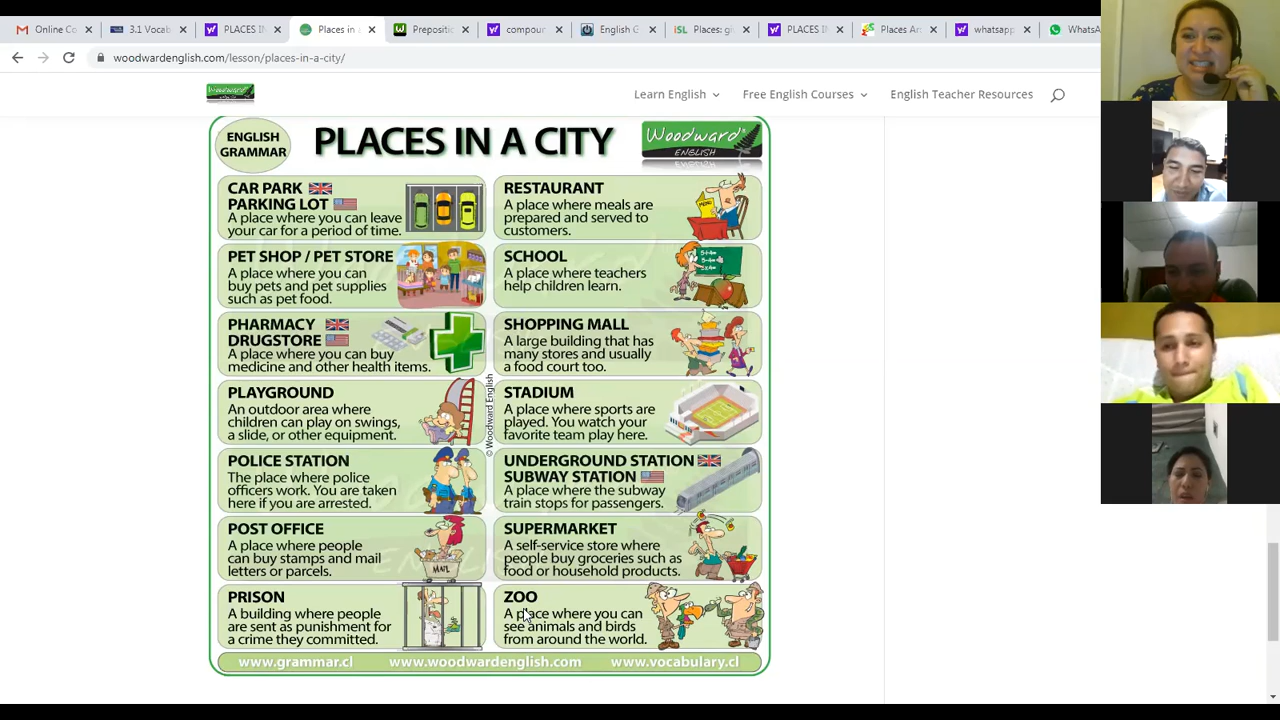 Online G
3.1 Vocab
PLACES I
Places in
Prepositi
compoun
English G
iSL
Places: gi
PLACES I
Places Ar
whatsapp
WhatsA
woodwardenglish.com/lesson/places-in-a-city/
Woodward
Learn English
Free English Courses
English Teacher Resources
ENGLISH
GRAMMAR
PLACES IN A CITY
Woodward
ENGLISH
CAR PARK
PARKING LOT
A place where you can leave
your car for a period of time.
PET SHOP / PET STORE
A place where you can
buy pets and pet supplies
such as pet food.
PHARMACY
DRUGSTORE
A place where you can buy
medicine and other health items.
PLAYGROUND
An outdoor area where
children can play on swings,
a slide, or other equipment.
POLICE STATION
The place where police
officers work. You are taken
here if you are arrested.
POST OFFICE
A place where people
can buy stamps and mail
letters or parcels.
MAIL
PRISON
A building where people
are sent as punishment for
a crime they committed.
©Woodward English
RESTAURANT
A place where meals are
prepared and served to
customers.
MENU
SCHOOL
A place where teachers
help children learn.
SHOPPING MALL
A large building that has
many stores and usually
a food court too.
STADIUM
A place where sports are
played. You watch your
favorite team play here.
UNDERGROUND STATION
SUBWAY STATION
A place where the subway
train stops for passengers.
SUPERMARKET
A self-service store where
people buy groceries such as
food or household products.
ZOO
A place where you can
see animals and birds
from around the world.
www.grammar.cl
www.woodwardenglish.com
www.vocabulary.cl